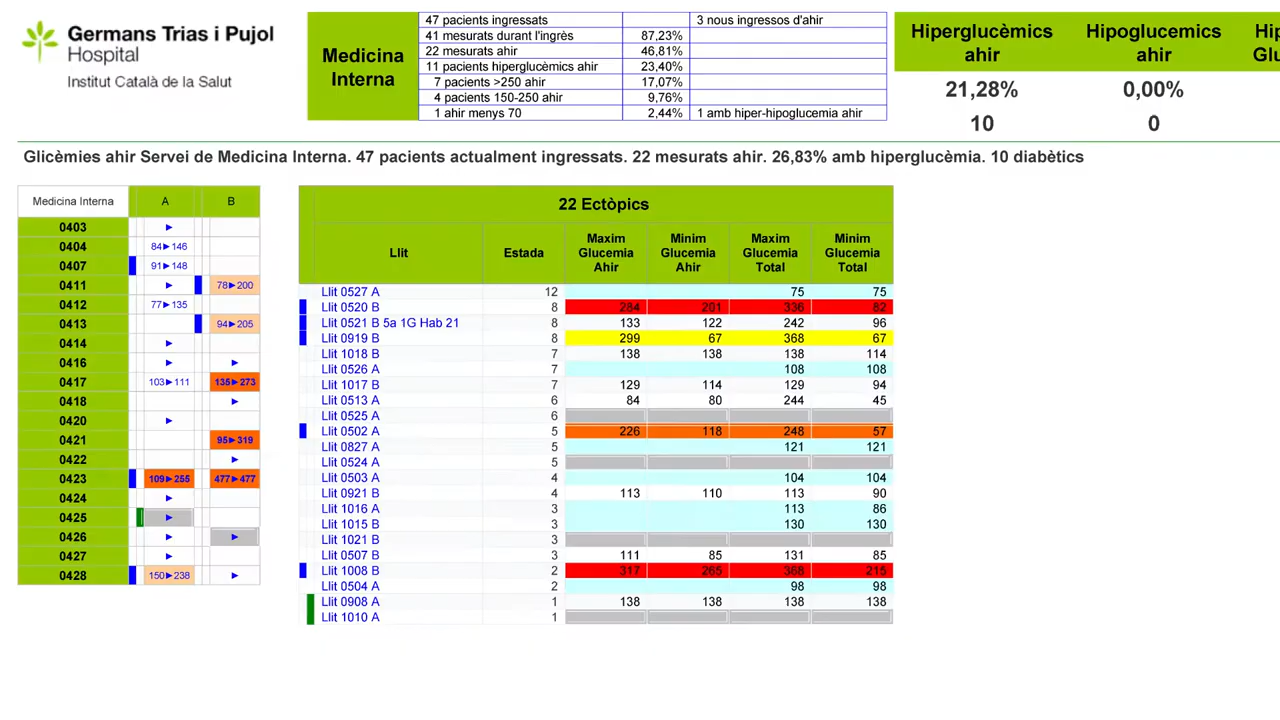 Germans Trias i Pujol
Hospital
Institut Català de la Salut
Medicina
Interna
47 pacients ingressats 3 nous ingressos d'ahir
41 mesurats durant l'ingrès 87,23%
22 mesurats ahir 46,81%
11 pacients hiperglucèmics ahir 23,40%
7 pacients >250 ahir 17,07%
4 pacients 150-250 ahir 9,76%
1 ahir menys 70 2,44% 1 amb hiper-hipoglucemia ahir
Hiperglucèmics
ahir
21,28%
10
Hipoglucemics
ahir
0,00%
0
Hip
Glu
Glicèmies ahir Servei de Medicina Interna. 47 pacients actualment ingressats. 22 mesurats ahir. 26,83% amb hiperglucèmia. 10 diabètics
Medicina Interna A B
0403 ►
0404 84►146
0407 91►148
0411 ► 78►200
0412 77►135
0413 94►205
0414 ►
0416 ► ►
0417 103►111 135►273
0418 ►
0420 ►
0421 95►319
0422 ►
0423 109►255 477►477
0424 ►
0425 ►
0426 ► ►
0427 ►
0428 150►238 ►
22 Ectòpics
Llit Estada Maxim Glucemia Ahir Minim Glucemia Ahir Maxim Glucemia Total Minim Glucemia Total
Llit 0527 A 12 75 75
Llit 0520 B 8 284 201 336 82
Llit 0521 B 5a 1G Hab 21 8 133 122 242 96
Llit 0919 B 8 299 67 368 67
Llit 1018 B 7 138 138 138 114
Llit 0526 A 7 108 108
Llit 1017 B 7 129 114 129 94
Llit 0513 A 6 84 80 244 45
Llit 0525 A 6
Llit 0502 A 5 226 118 248 57
Llit 0827 A 5 121 121
Llit 0524 A 5
Llit 0503 A 4 104 104
Llit 0921 B 4 113 110 113 90
Llit 1016 A 3 113 86
Llit 1015 B 3 130 130
Llit 1021 B 3
Llit 0507 B 3 111 85 131 85
Llit 1008 B 2 317 265 368 215
Llit 0504 A 2 98 98
Llit 0908 A 1 138 138 138 138
Llit 1010 A 1